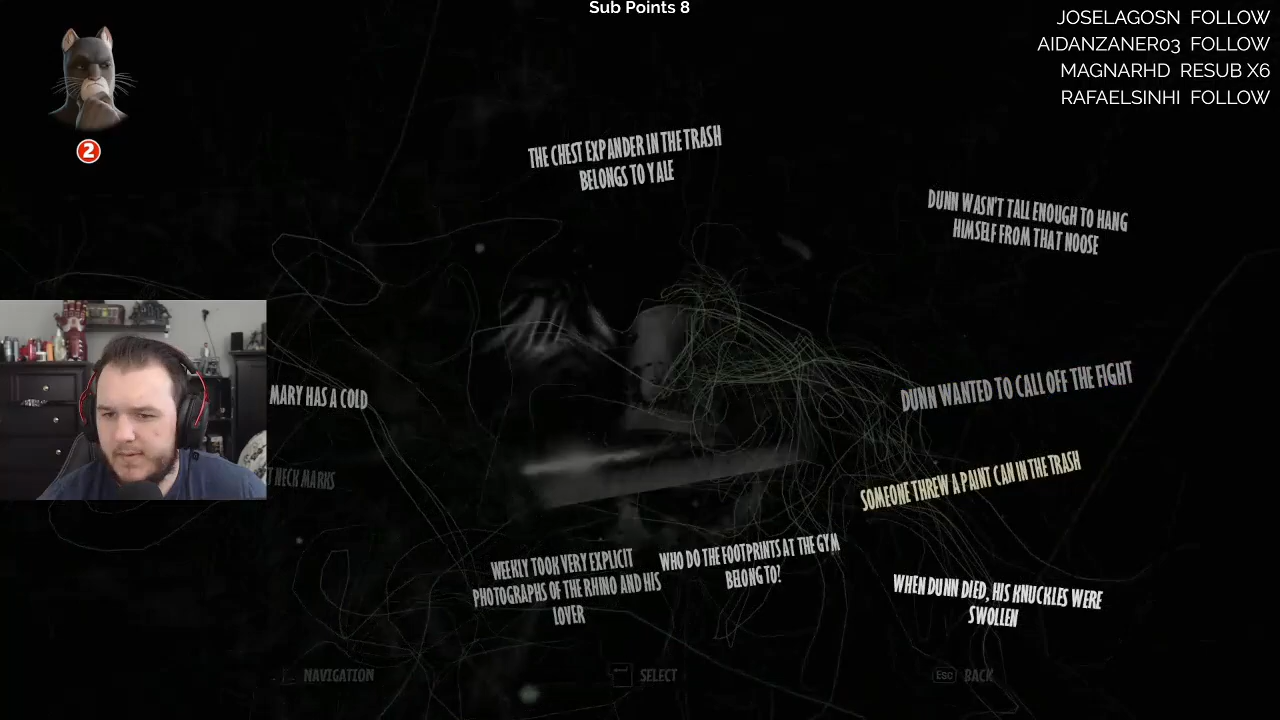 Sub Points 8
JOSELAGOSN FOLLOW
AIDANZANER03 FOLLOW
MAGNARHD RESUB X6
RAFAELSINHI FOLLOW
2
THE CHEST EXPANDER IN THE TRASH
BELONGS TO YALE
DUNN WASN'T TALL ENOUGH TO HANG
HIMSELF FROM THAT NOOSE
MARY HAS A COLD
DUNN WANTED TO CALL OFF THE FIGHT
NECK MARKS
SOMEONE THREW A PAINT CAN IN THE TRASH
WEEKLY TOOK VERY EXPLICIT
PHOTOGRAPHS OF THE RHINO AND HIS
LOVER
WHO DO THE FOOTPRINTS AT THE GYM
BELONG TO?
WHEN DUNN DIED, HIS KNUCKLES WERE
SWOLLEN
NAVIGATION
SELECT
Esc BACK